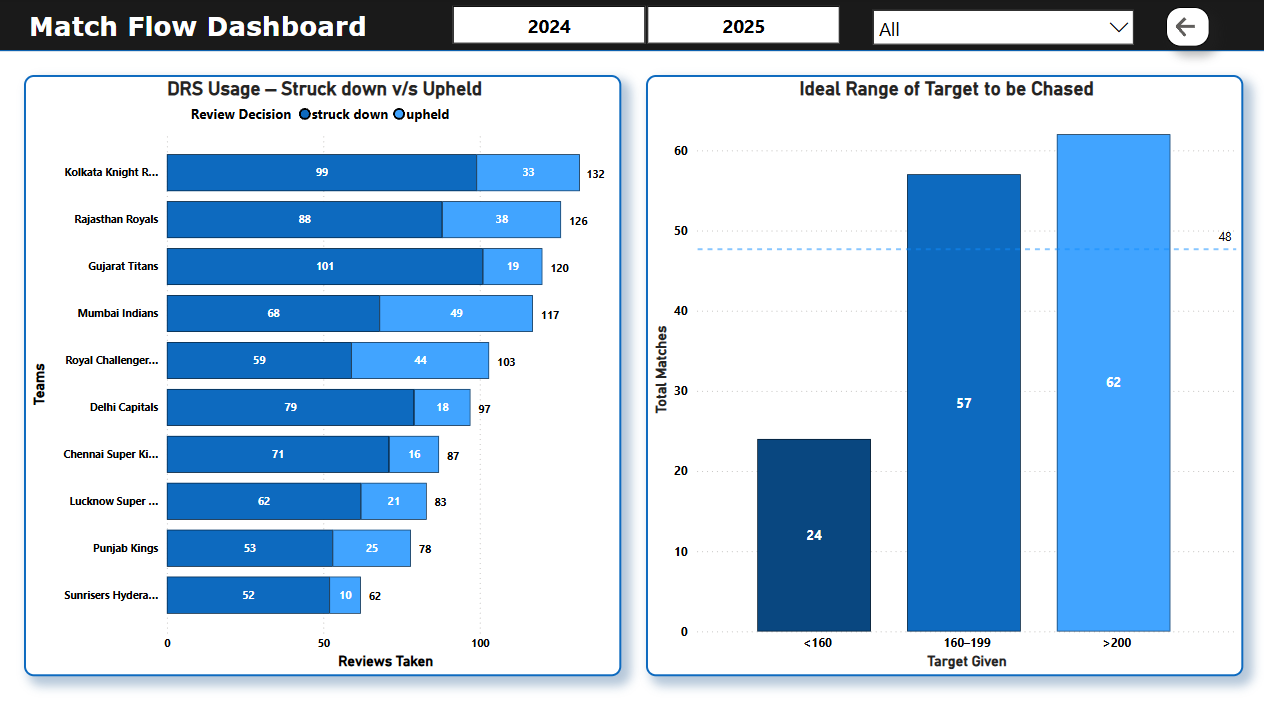 Match Flow Dashboard
2024
2025
All
DRS Usage – Struck down v/s Upheld
Review Decision struck down upheld
Teams
Kolkata Knight R... 99 33 132
Rajasthan Royals 88 38 126
Gujarat Titans 101 19 120
Mumbai Indians 68 49 117
Royal Challenger... 59 44 103
Delhi Capitals 79 18 97
Chennai Super Ki... 71 16 87
Lucknow Super ... 62 21 83
Punjab Kings 53 25 78
Sunrisers Hydera... 52 10 62
0 50 100
Reviews Taken
Ideal Range of Target to be Chased
Total Matches
60
50
40
30
20
10
0
48
24
57
62
<160 160–199 >200
Target Given